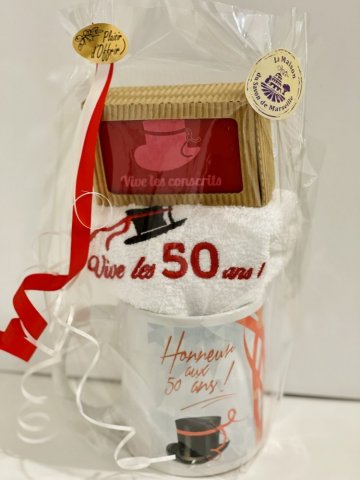 Plaisir
d'Offrir
La Maison
du Savon de Marseille
Vive les conscrits
Vive les 50 ans !
Honneur
aux
50 ans !